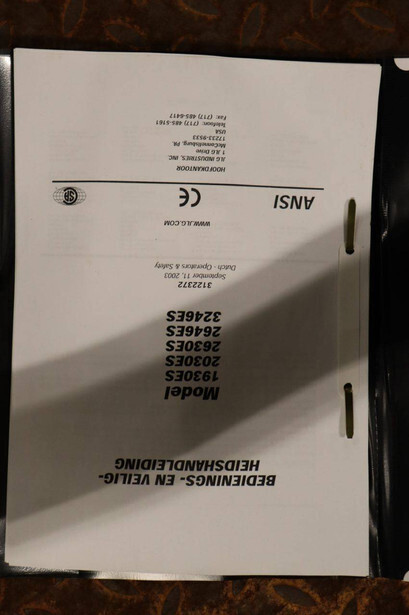 BEDIENINGS- EN VEILIG-
HEIDSHANDLEIDING
Model
1930ES
2030ES
2630ES
2646ES
3246ES
3122372
September 11, 2003
Dutch - Operators & Safety
WWW.JLG.COM
ANSI
CE
HOOFDKANTOOR
JLG INDUSTRIES, INC.
1 JLG Drive
McConnellsburg, PA.
17233-9533
USA
Telefoon: (717) 485-5161
Fax: (717) 485-6417